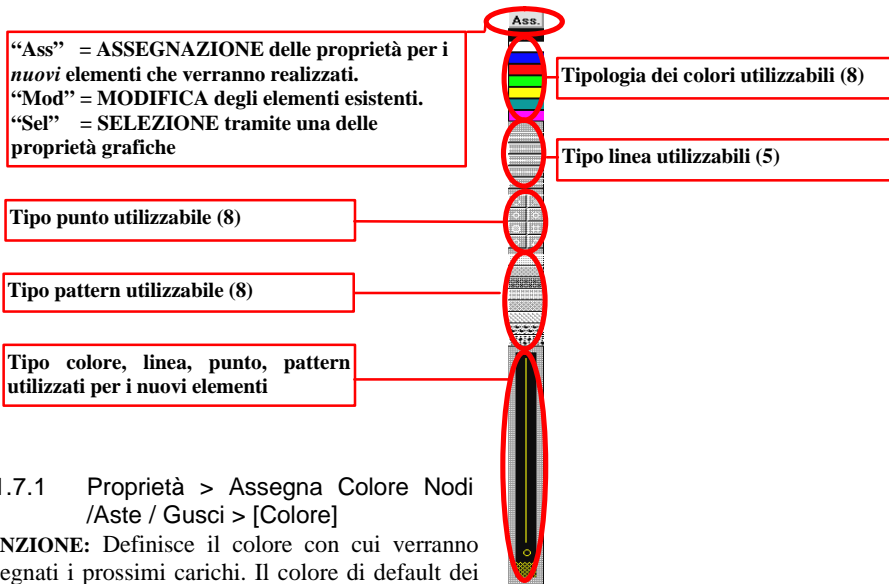 Ass.
“Ass” = ASSEGNAZIONE delle proprietà per i
nuovi elementi che verranno realizzati.
“Mod” = MODIFICA degli elementi esistenti.
“Sel” = SELEZIONE tramite una delle
proprietà grafiche
Tipologia dei colori utilizzabili (8)
Tipo linea utilizzabili (5)
Tipo punto utilizzabile (8)
Tipo pattern utilizzabile (8)
Tipo colore, linea, punto, pattern
utilizzati per i nuovi elementi
1.7.1 Proprietà > Assegna Colore Nodi
/Aste / Gusci > [Colore]
NZIONE: Definisce il colore con cui verranno
egnati i prossimi carichi. Il colore di default dei